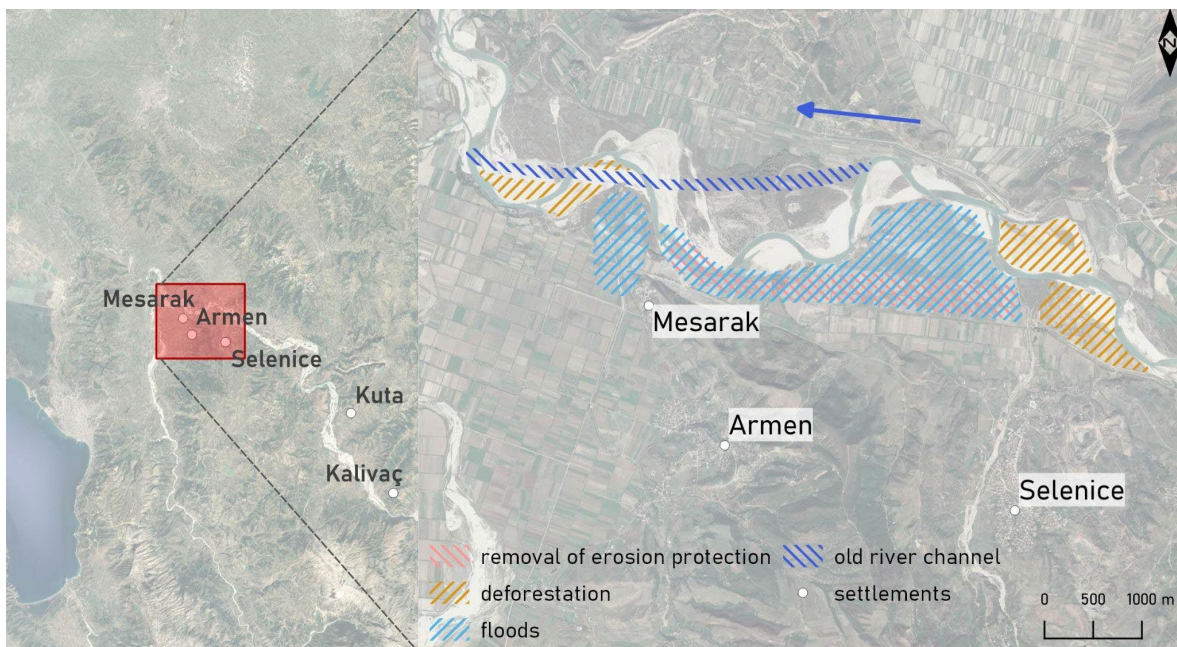 Mesarak
Armen
Selenice
Kuta
Kalivaç
N
Mesarak
Armen
Selenice
removal of erosion protection
old river channel
deforestation
settlements
floods
0 500 1000 m